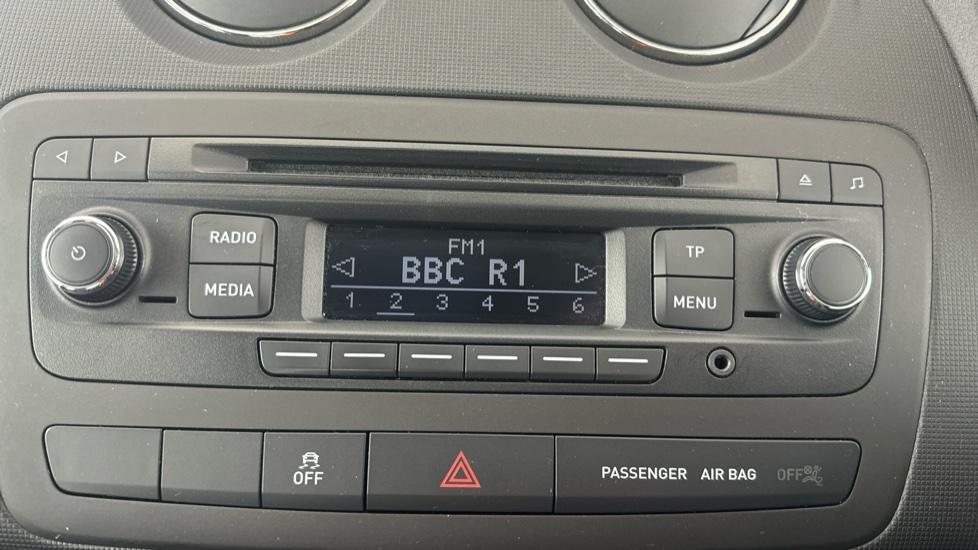 RADIO
MEDIA
FM1
BBC R1
1 2 3 4 5 6
TP
MENU
OFF
PASSENGER AIR BAG OFF